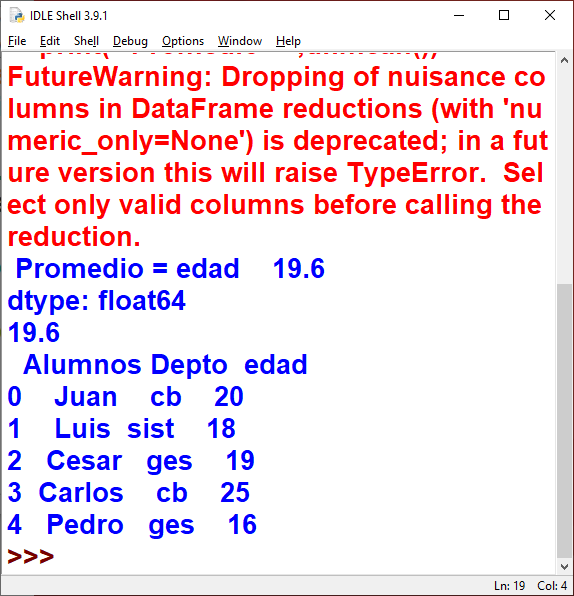 IDLE Shell 3.9.1
File Edit Shell Debug Options Window Help
FutureWarning: Dropping of nuisance co
lumns in DataFrame reductions (with 'nu
meric_only=None') is deprecated; in a fut
ure version this will raise TypeError.  Sel
ect only valid columns before calling the
reduction.
Promedio = edad    19.6
dtype: float64
19.6
  Alumnos Depto  edad
0    Juan    cb    20
1    Luis  sist    18
2   Cesar   ges    19
3  Carlos    cb    25
4   Pedro   ges    16
>>>
Ln: 19 Col: 4